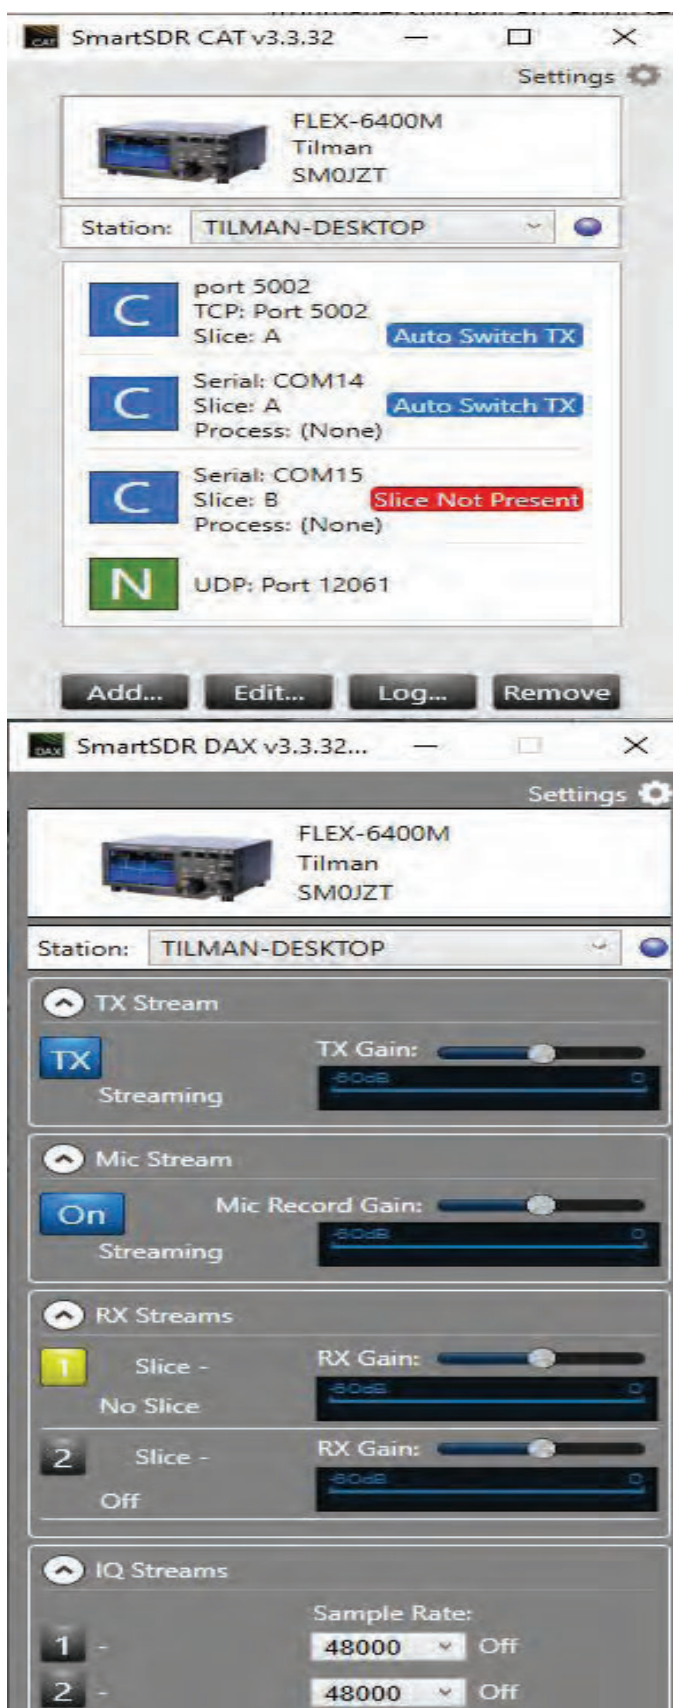 CAT SmartSDR CAT v3.3.32
Settings
FLEX-6400M
Tilman
SM0JZT
Station: TILMAN-DESKTOP
C port 5002
TCP: Port 5002
Slice: A Auto Switch TX
C Serial: COM14
Slice: A Auto Switch TX
Process: (None)
C Serial: COM15
Slice: B Slice Not Present
Process: (None)
N UDP: Port 12061
Add... Edit... Log... Remove
DAX SmartSDR DAX v3.3.32...
Settings
FLEX-6400M
Tilman
SM0JZT
Station: TILMAN-DESKTOP
TX Stream
TX TX Gain:
-60dB 0
Streaming
Mic Stream
On Mic Record Gain:
-60dB 0
Streaming
RX Streams
1 Slice - RX Gain:
-60dB 0
No Slice
2 Slice - RX Gain:
-60dB 0
Off
IQ Streams
Sample Rate:
1 - 48000 Off
2 - 48000 Off